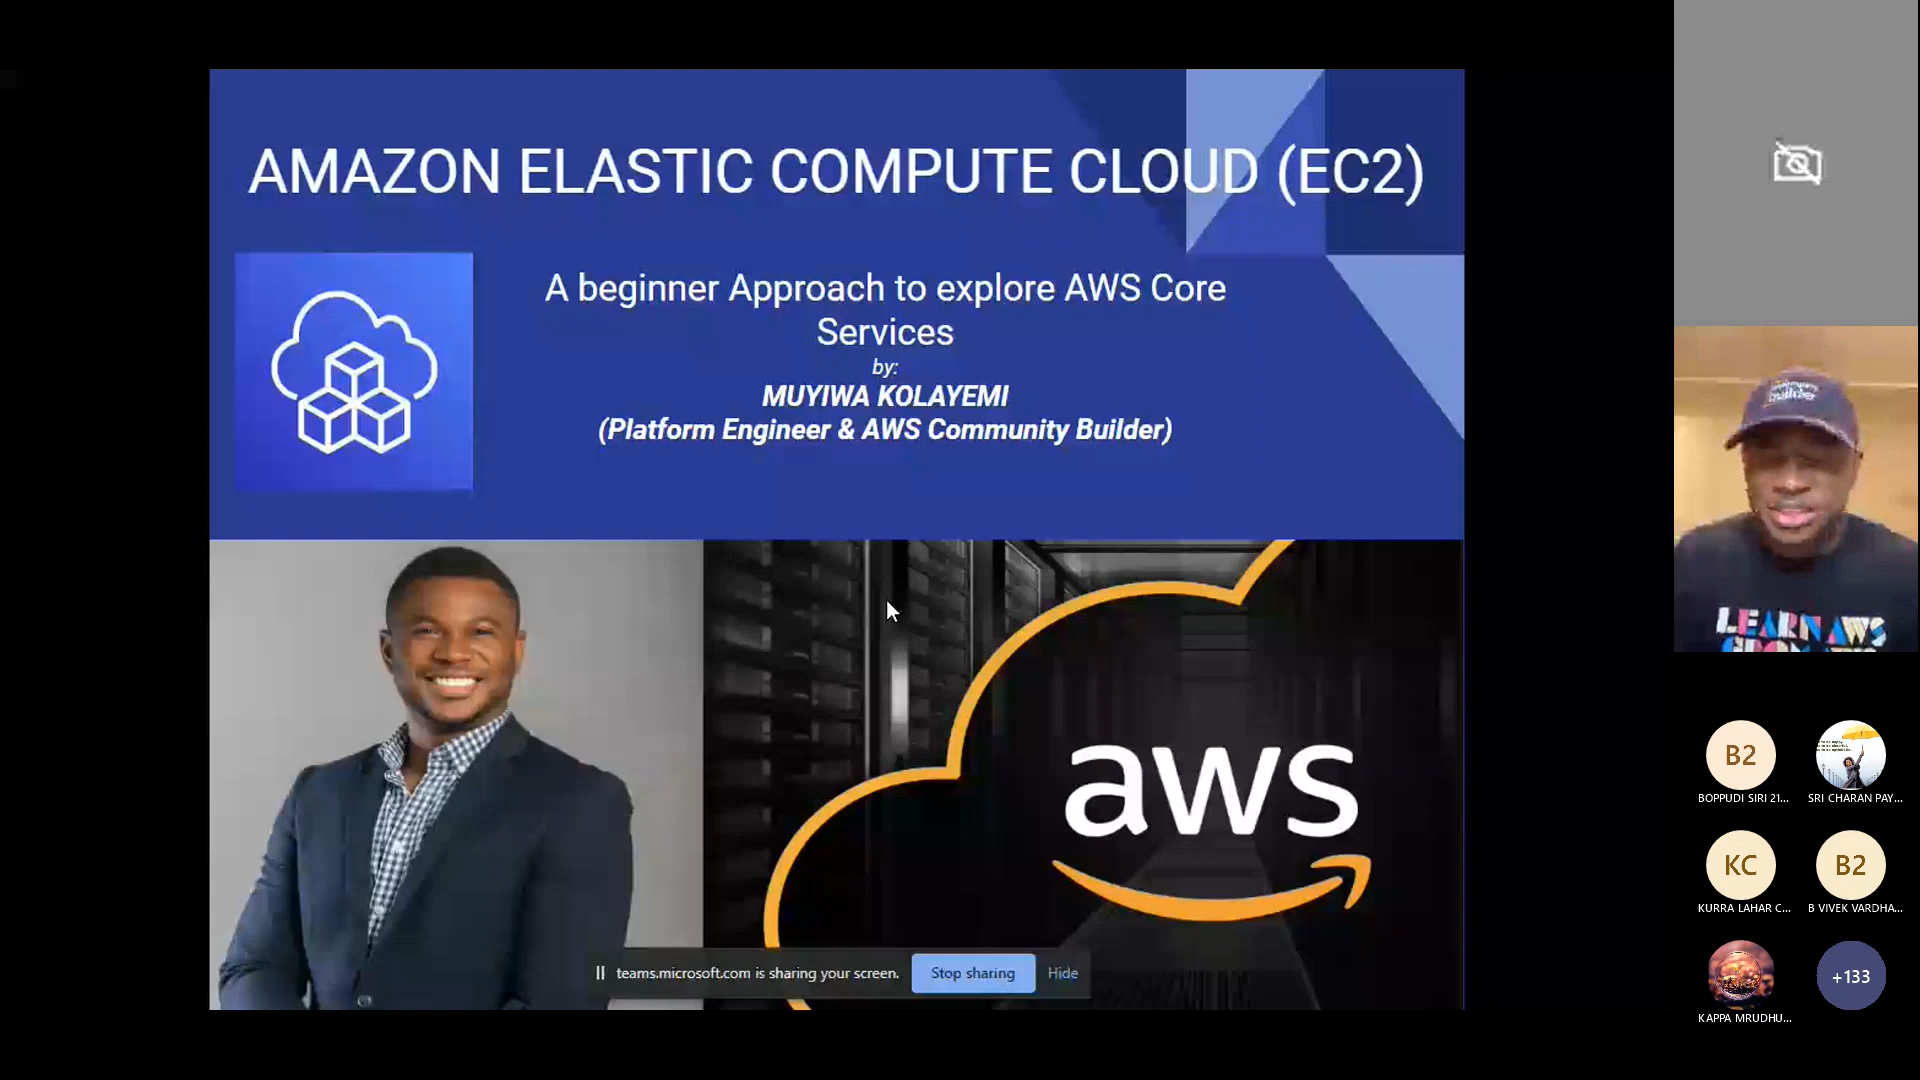 AMAZON ELASTIC COMPUTE CLOUD (EC2)
A beginner Approach to explore AWS Core
Services
by:
MUYIWA KOLAYEMI
(Platform Engineer & AWS Community Builder)
aws
teams.microsoft.com is sharing your screen.
Stop sharing
Hide
builder
LEARN AWS
B2
BOPPUDI SIRI 21...
SRI CHARAN PAY...
KC
KURRA LAHAR C...
B2
B VIVEK VARDHA...
KAPPA MRUDHU...
+133